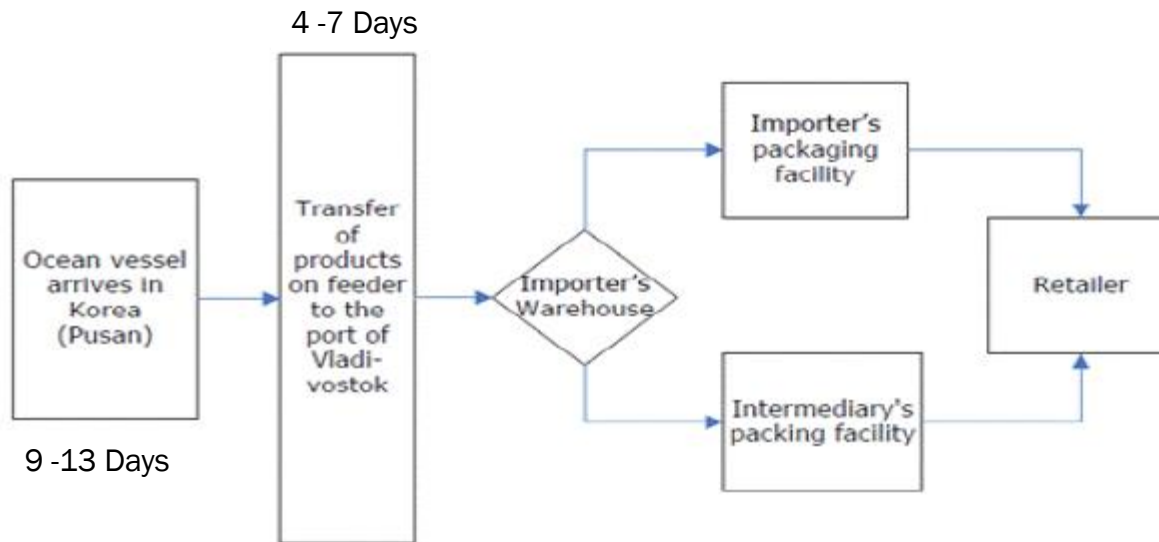 4 -7 Days
Ocean vessel
arrives in
Korea
(Pusan)
9 -13 Days
Transfer
of
products
on feeder
to the
port of
Vladi-
vostok
Importer's
Warehouse
Importer's
packaging
facility
Intermediary's
packing facility
Retailer